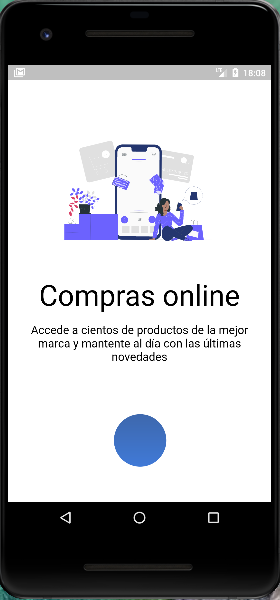 LTE 18:08
Compras online
Accede a cientos de productos de la mejor
marca y mantente al día con las últimas
novedades